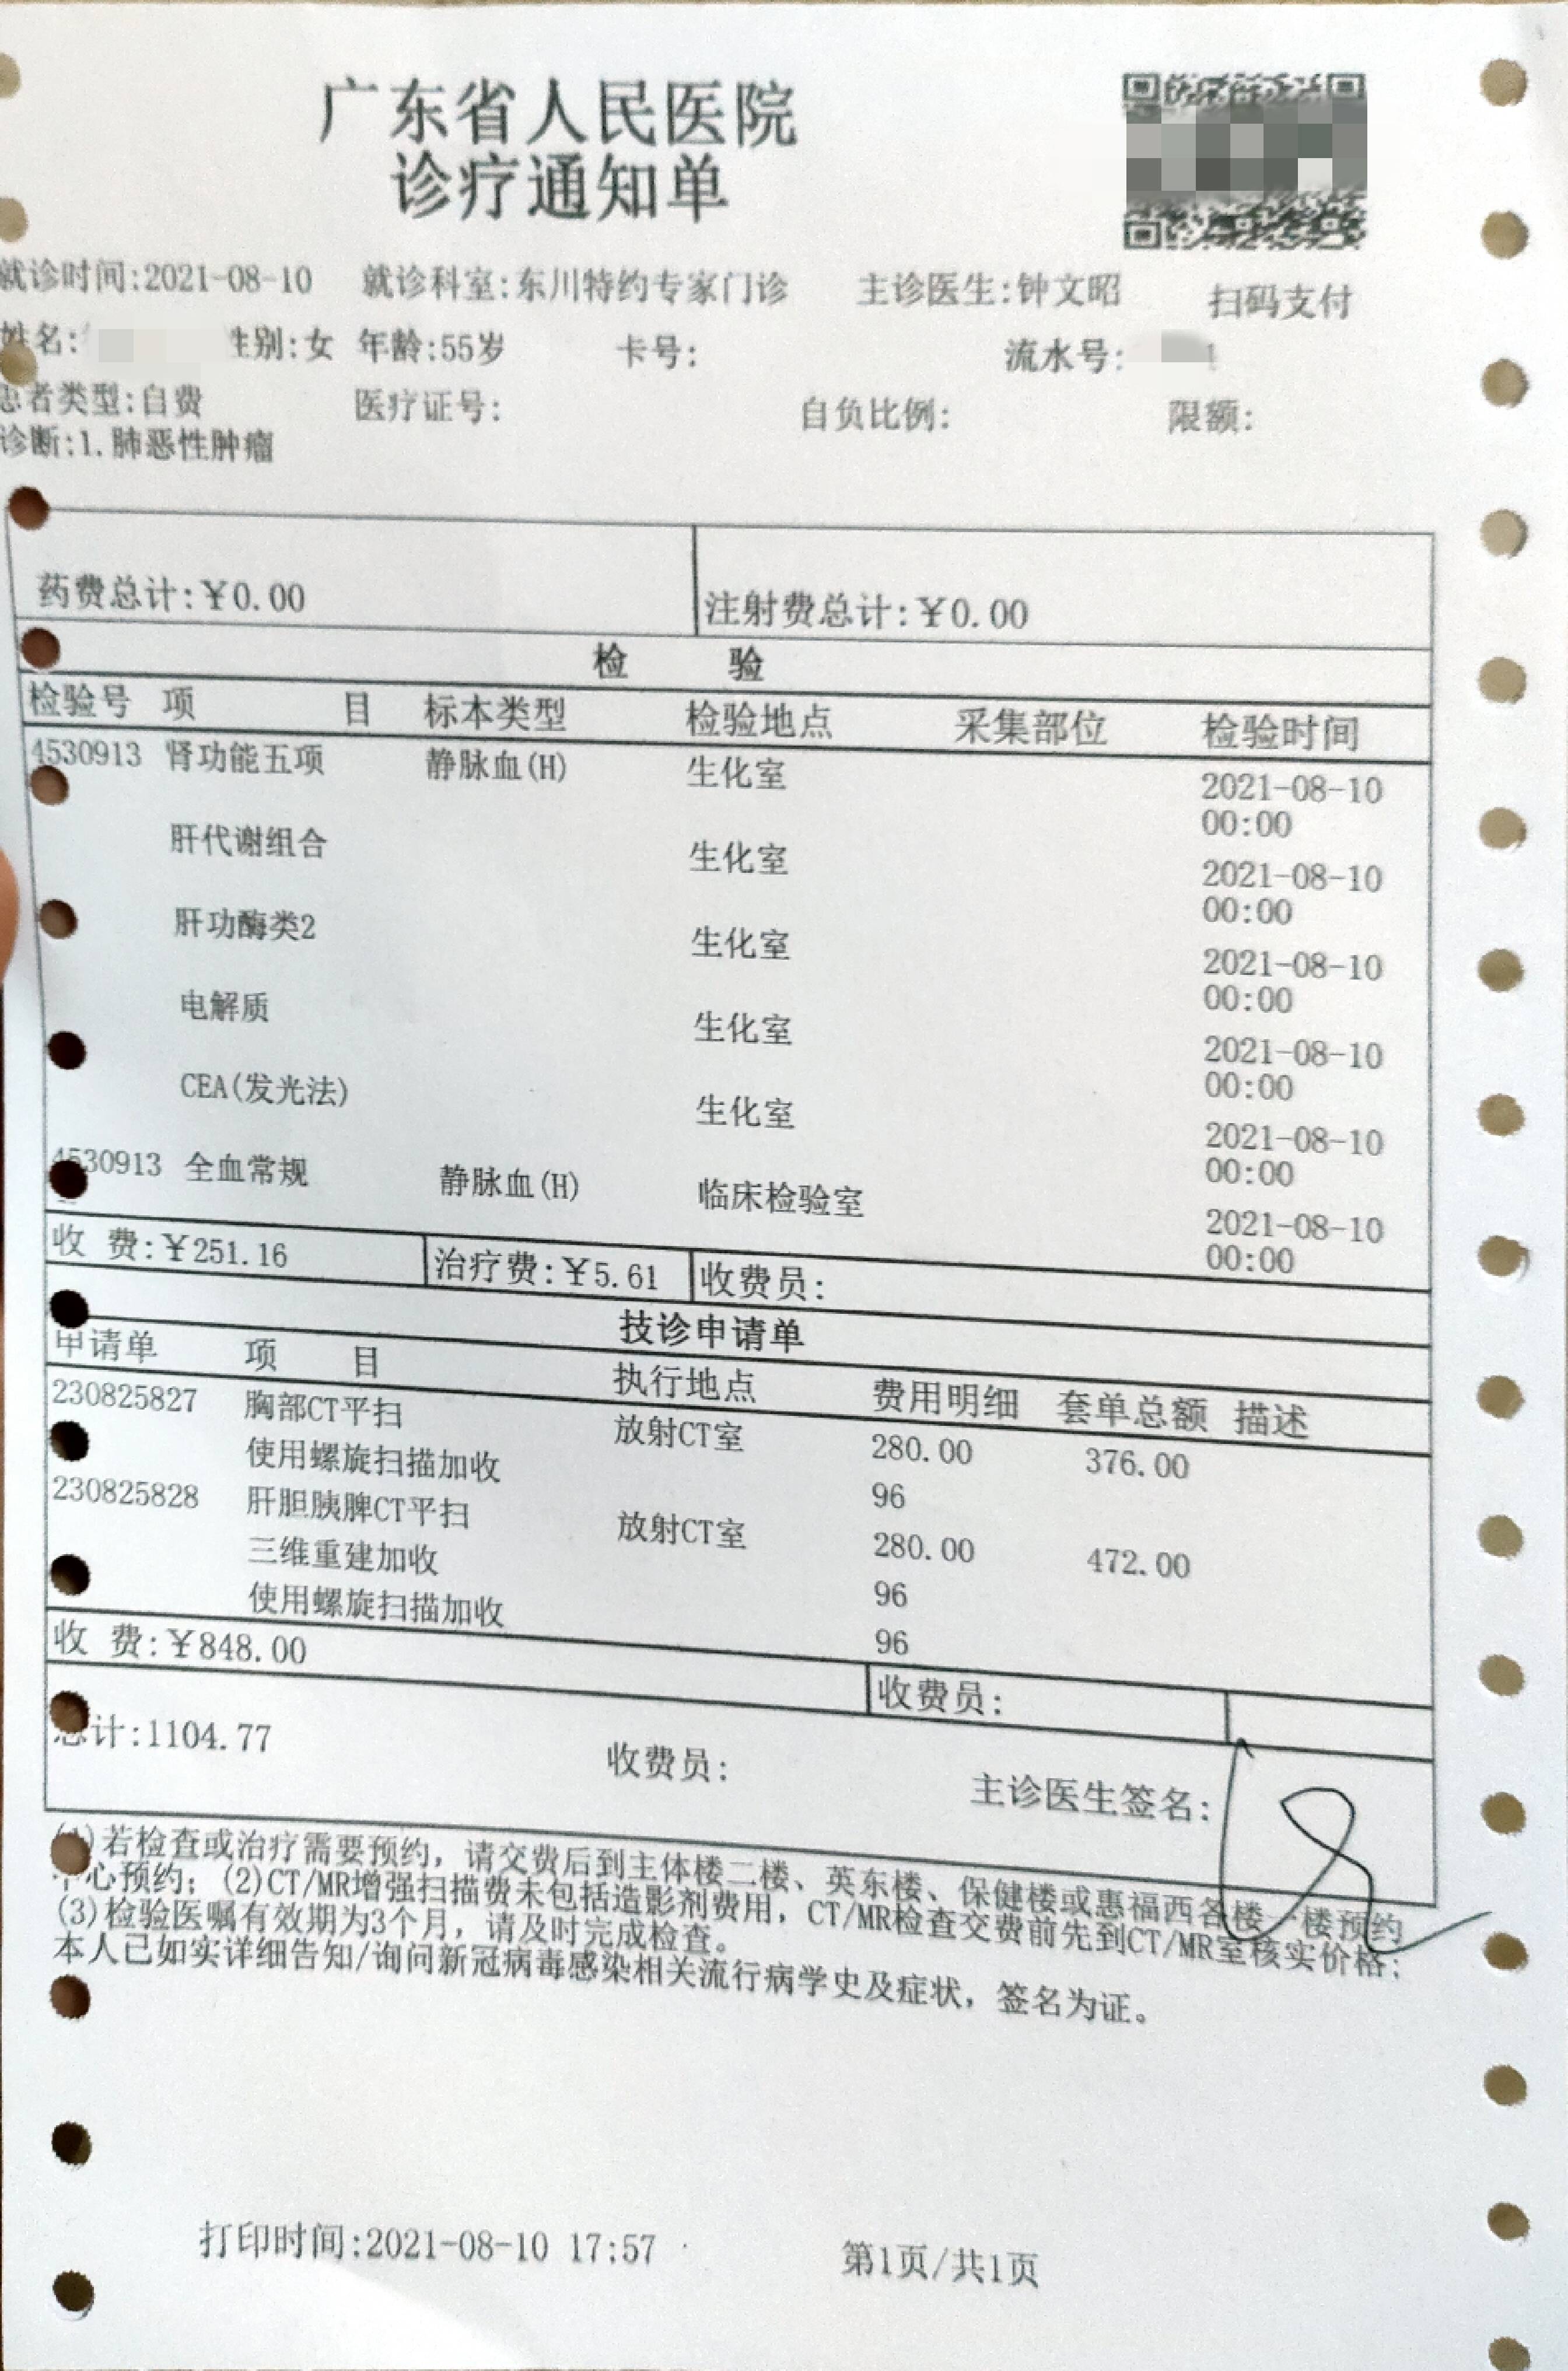 广东省人民医院
诊疗通知单
就诊时间:2021-08-10 就诊科室:东川特约专家门诊 主诊医生:钟文昭 扫码支付
姓名: 性别:女 年龄:55岁 卡号: 流水号:
患者类型:自费 医疗证号: 自负比例: 限额:
诊断:1.肺恶性肿瘤
药费总计:￥0.00 注射费总计:￥0.00
检 验
检验号 项 目 标本类型 检验地点 采集部位 检验时间
4530913 肾功能五项 静脉血(H) 生化室 2021-08-10
00:00
肝代谢组合 生化室 2021-08-10
00:00
肝功酶类2 生化室 2021-08-10
00:00
电解质 生化室 2021-08-10
00:00
CEA(发光法) 生化室 2021-08-10
00:00
4530913 全血常规 静脉血(H) 临床检验室 2021-08-10
00:00
收 费:￥251.16 治疗费:￥5.61 收费员:
技诊申请单
申请单 项 目 执行地点 费用明细 套单总额 描述
230825827 胸部CT平扫 放射CT室 280.00 376.00
使用螺旋扫描加收 96
230825828 肝胆胰脾CT平扫 放射CT室 280.00 472.00
三维重建加收 96
使用螺旋扫描加收 96
收 费:￥848.00 收费员:
总计:1104.77 收费员: 主诊医生签名:
(1)若检查或治疗需要预约，请交费后到主体楼二楼、英东楼、保健楼或惠福西各楼一楼预约
中心预约；(2)CT/MR增强扫描费未包括造影剂费用，CT/MR检查交费前先到CT/MR室核实价格；
(3)检验医嘱有效期为3个月，请及时完成检查。
本人已如实详细告知/询问新冠病毒感染相关流行病学史及症状，签名为证。
打印时间:2021-08-10 17:57 第1页/共1页